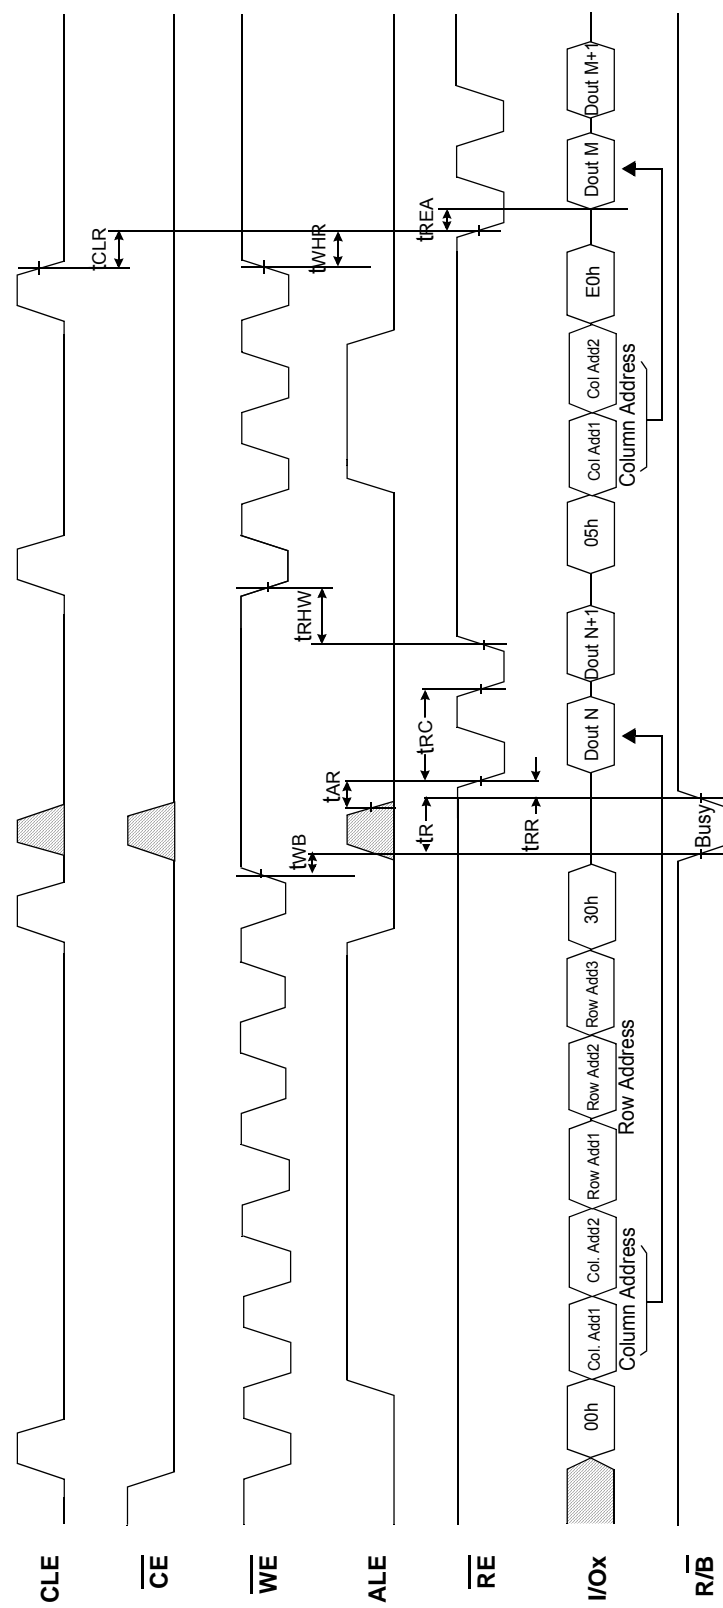 CLE
tCLR
CE
WE
tWB
tRHW
tWHR
ALE
tAR
RE
tR
tRC
tREA
tRR
I/Ox
00h
Col. Add1
Col. Add2
Row Add1
Row Add2
Row Add3
30h
Dout N
Dout N+1
05h
Col Add1
Col Add2
E0h
Dout M
Dout M+1
Column Address
Row Address
Column Address
R/B
Busy